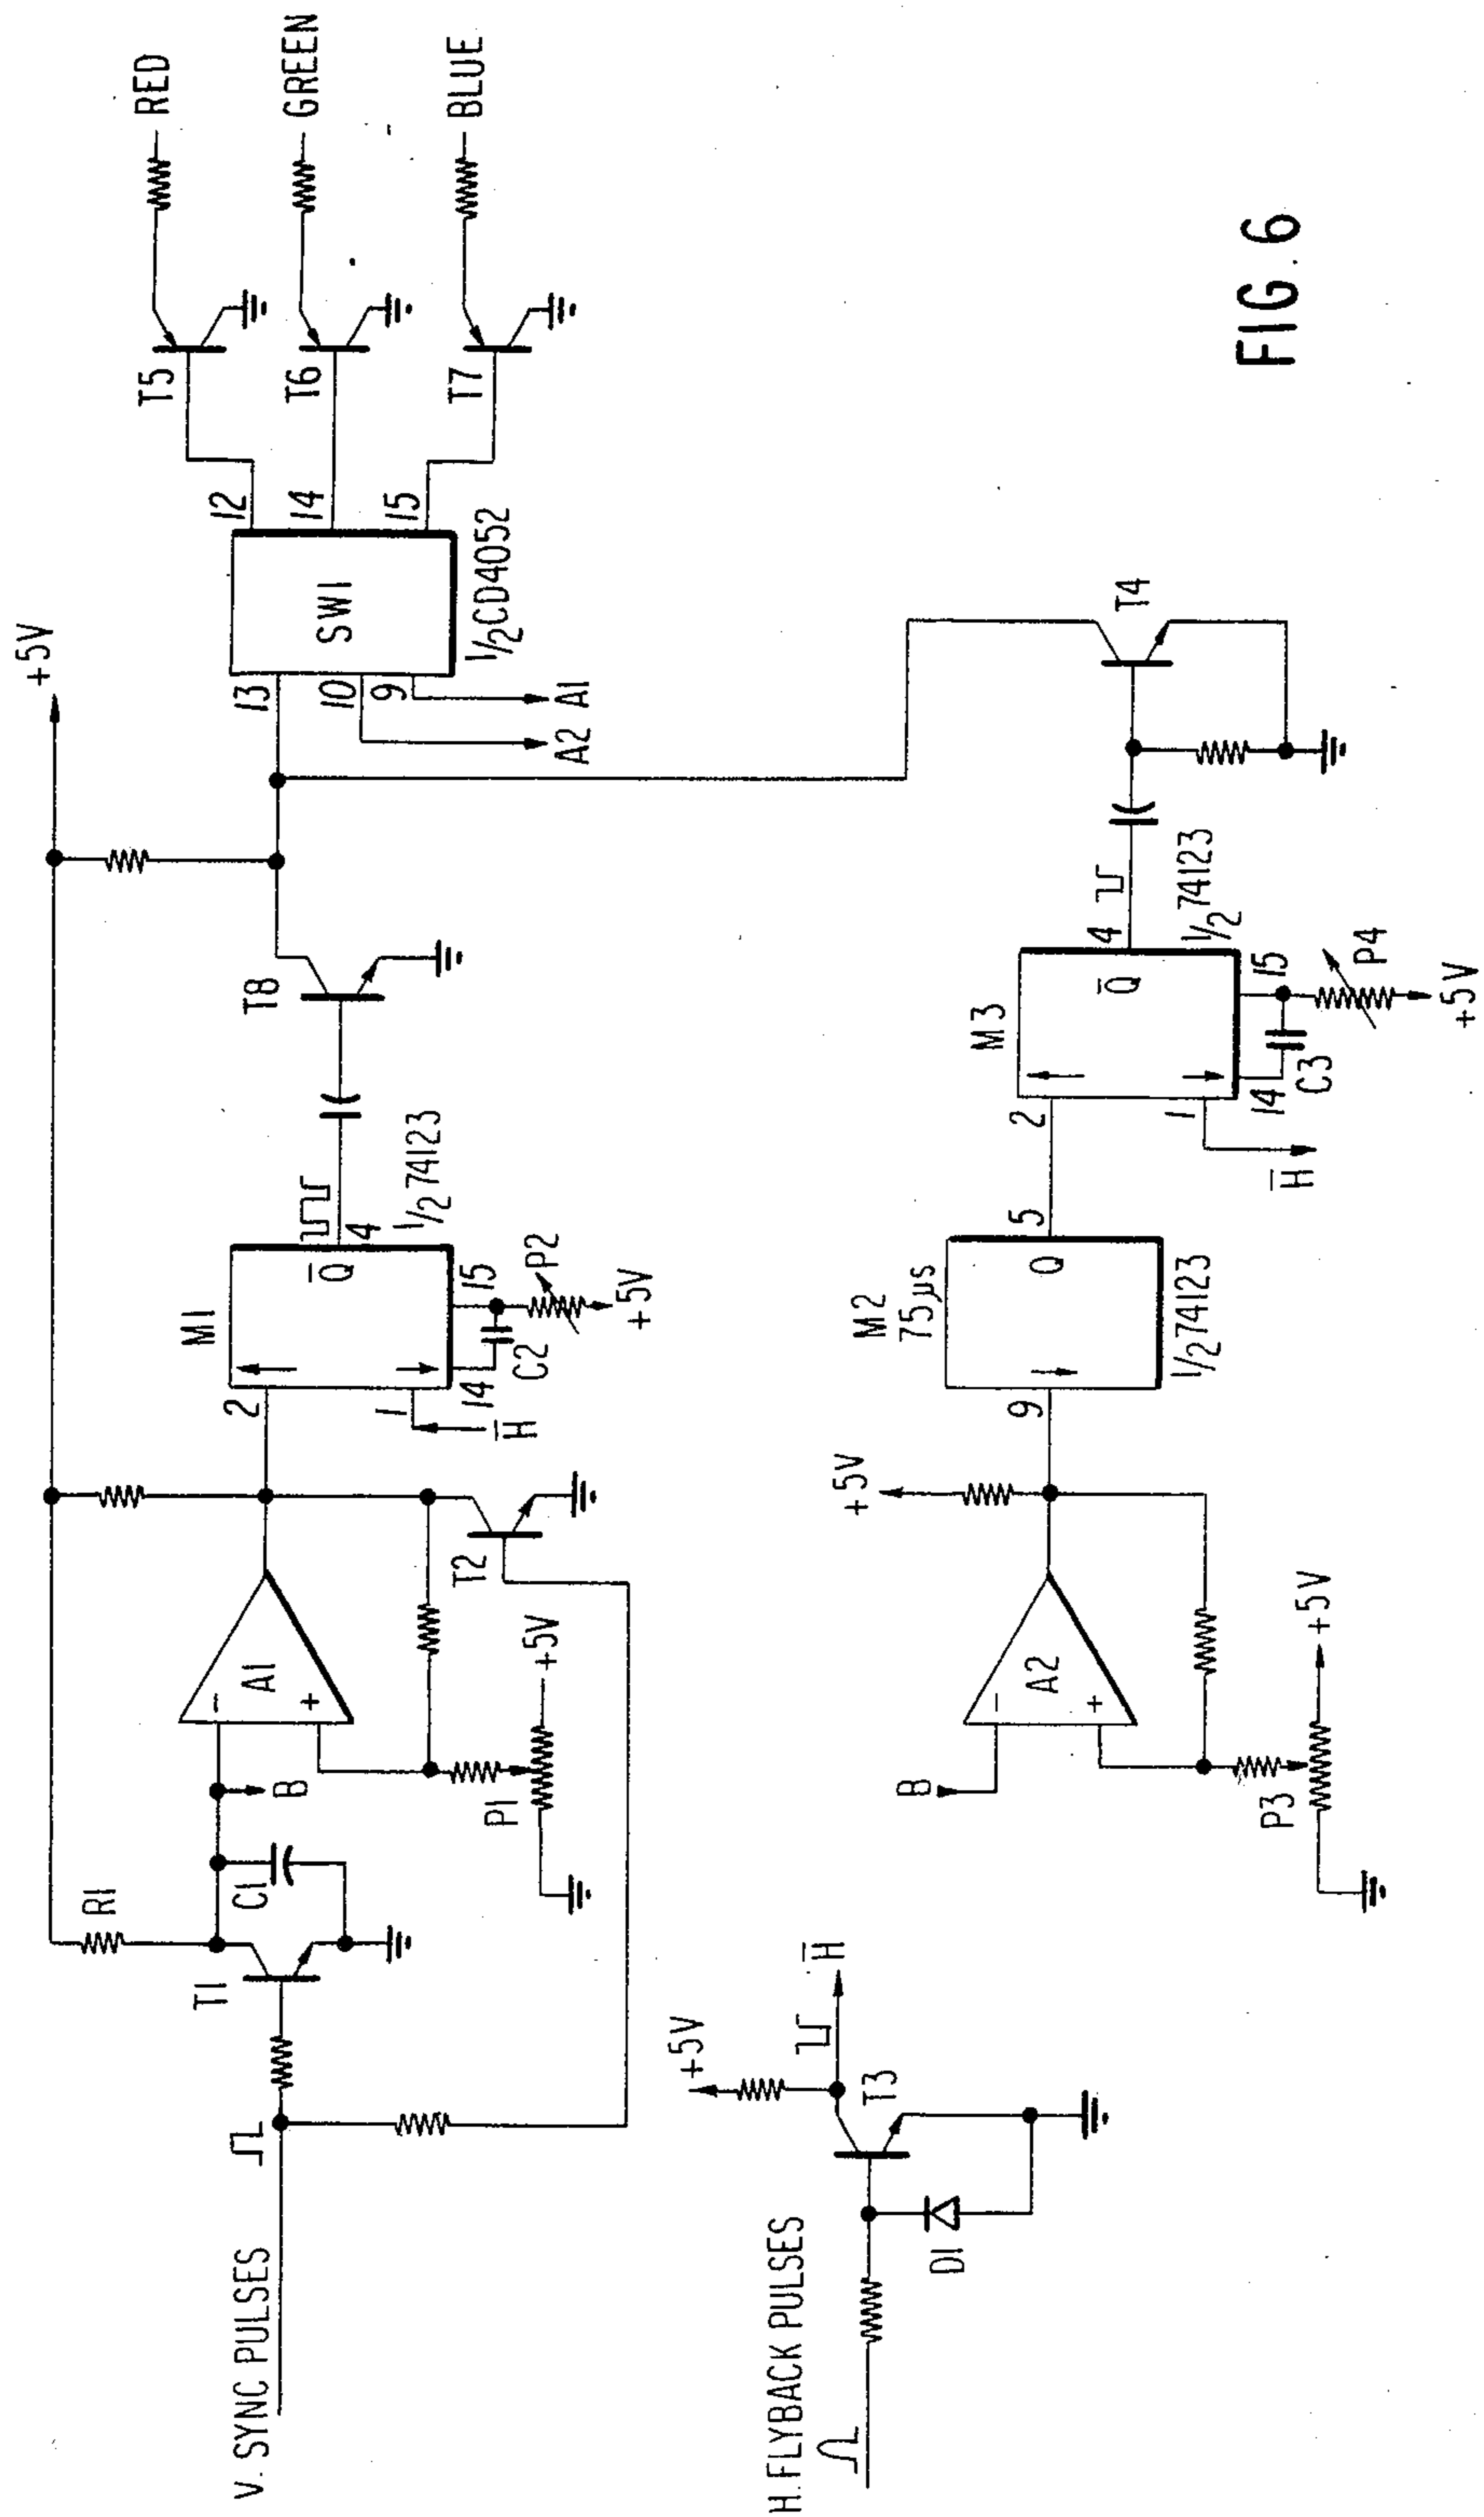 +5V
RED
GREEN
BLUE
T5
T6
T7
12
14
15
SW1
13
10
9
1/2CD4052
A2
A1
T8
R1
T1
C1
B
A1
-
+
P1
+5V
T2
2
M1
Q̅
4
1
14
15
H̅
C2
P2
+5V
1/2 74123
V. SYNC PULSES
H. FLYBACK PULSES
+5V
H̅
T3
D1
B
A2
-
+
P3
+5V
+5V
9
M2
75µs
Q
5
1/2 74123
2
M3
Q̅
4
1
14
15
H̅
C3
P4
+5V
1/2 74123
T4
FIG. 6